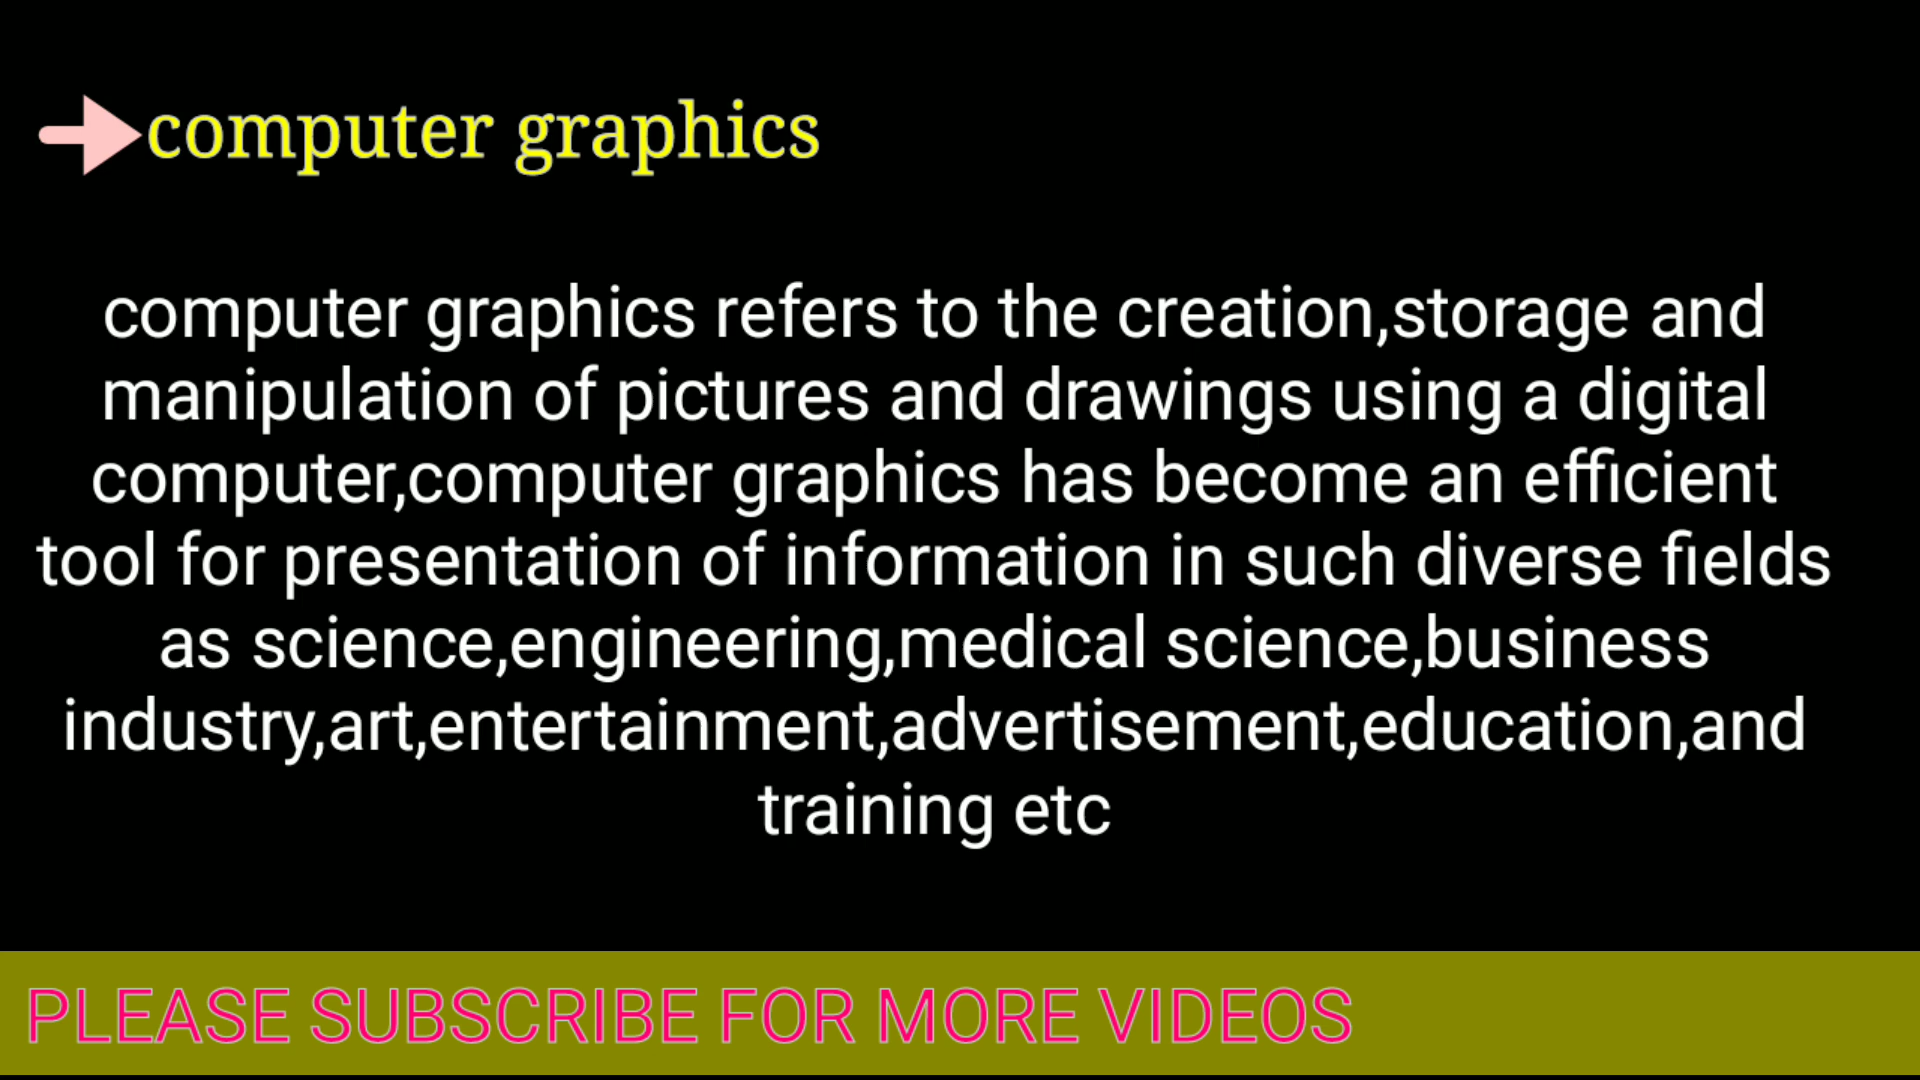 computer graphics
computer graphics refers to the creation,storage and
manipulation of pictures and drawings using a digital
computer,computer graphics has become an efficient
tool for presentation of information in such diverse fields
as science,engineering,medical science,business
industry,art,entertainment,advertisement,education,and
training etc
PLEASE SUBSCRIBE FOR MORE VIDEOS